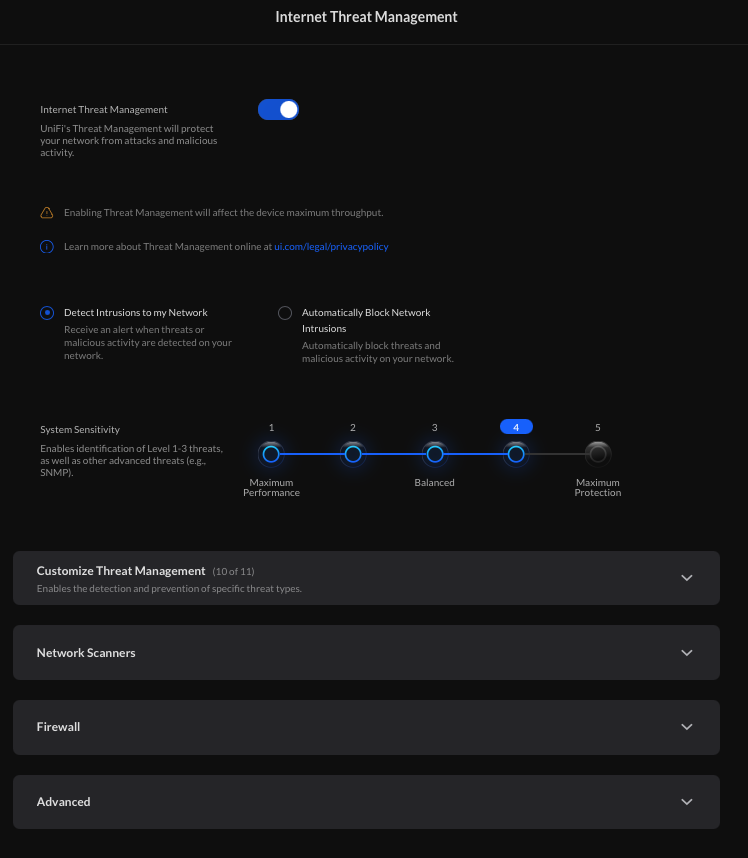 Internet Threat Management
Internet Threat Management
UniFi's Threat Management will protect
your network from attacks and malicious
activity.
Enabling Threat Management will affect the device maximum throughput.
Learn more about Threat Management online at ui.com/legal/privacypolicy
Detect Intrusions to my Network
Receive an alert when threats or
malicious activity are detected on your
network.
Automatically Block Network
Intrusions
Automatically block threats and
malicious activity on your network.
System Sensitivity
Enables identification of Level 1-3 threats,
as well as other advanced threats (e.g.,
SNMP).
1 2 3 4 5
Maximum
Performance
Balanced
Maximum
Protection
Customize Threat Management (10 of 11)
Enables the detection and prevention of specific threat types.
Network Scanners
Firewall
Advanced